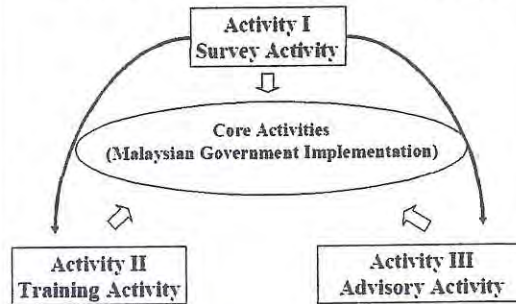 Activity I
Survey Activity
Core Activities
(Malaysian Government Implementation)
Activity II
Training Activity
Activity III
Advisory Activity